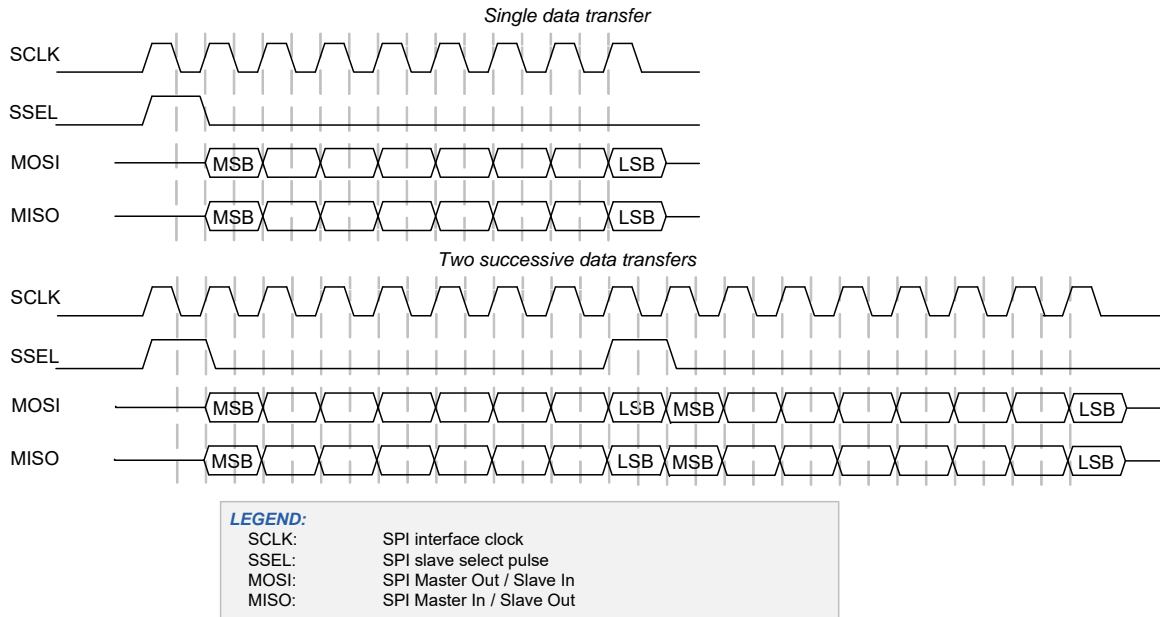 Single data transfer
SCLK
SSEL
MOSI MSB LSB
MISO MSB LSB
Two successive data transfers
SCLK
SSEL
MOSI MSB LSB MSB LSB
MISO MSB LSB MSB LSB
LEGEND:
SCLK: SPI interface clock
SSEL: SPI slave select pulse
MOSI: SPI Master Out / Slave In
MISO: SPI Master In / Slave Out